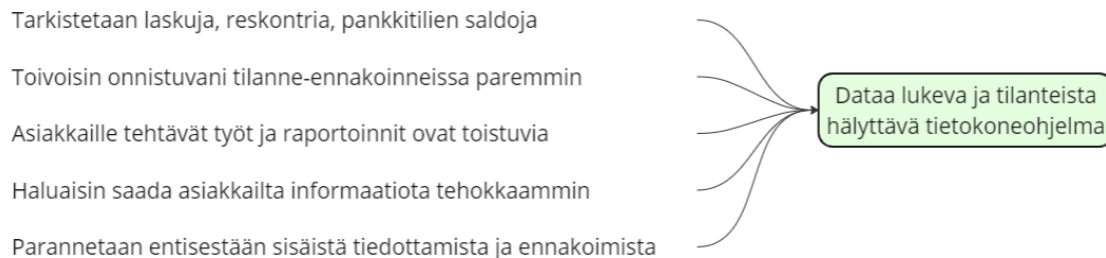 Tarkistetaan laskuja, reskontria, pankkitilien saldoja
Toivoisin onnistuvani tilanne-ennakoinneissa paremmin
Asiakkaille tehtävät työt ja raportoinnit ovat toistuvia
Haluaisin saada asiakkailta informaatiota tehokkaammin
Parannetaan entisestään sisäistä tiedottamista ja ennakoimista
Dataa lukeva ja tilanteista
hälyttävä tietokoneohjelma